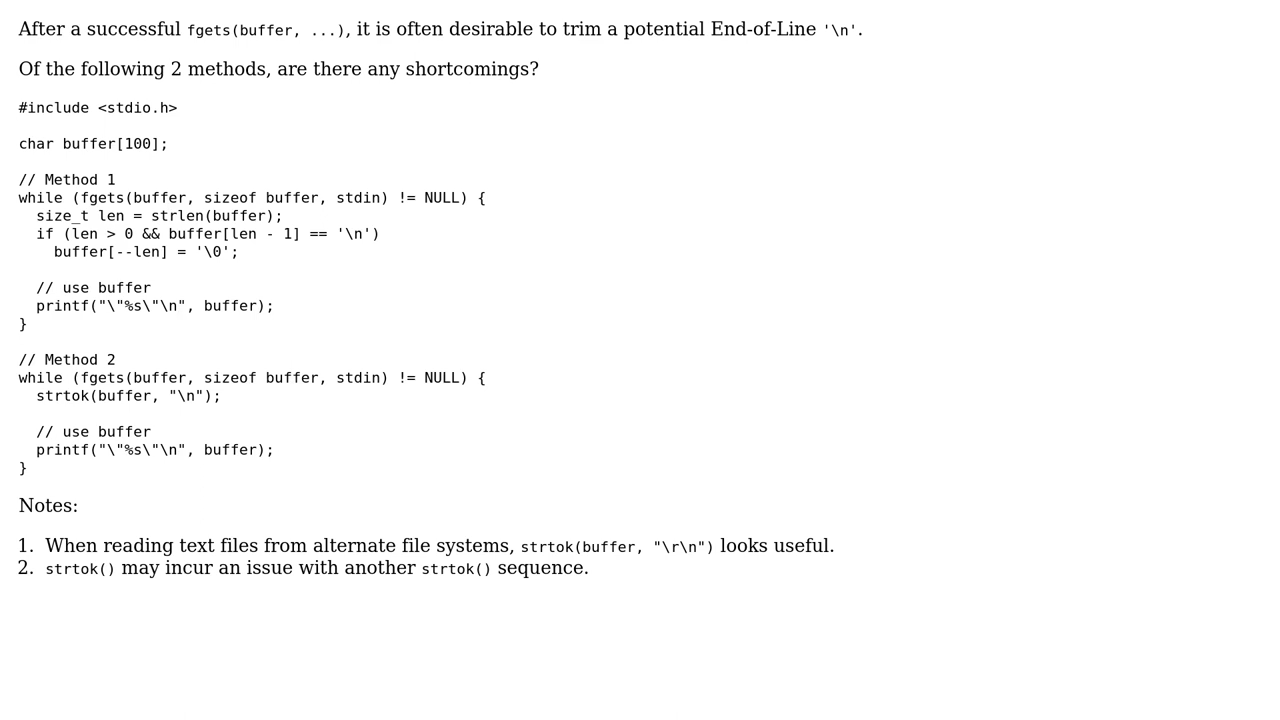 After a successful fgets(buffer, ...), it is often desirable to trim a potential End-of-Line '\n'.
Of the following 2 methods, are there any shortcomings?
#include <stdio.h>
char buffer[100];
// Method 1
while (fgets(buffer, sizeof buffer, stdin) != NULL) {
  size_t len = strlen(buffer);
  if (len > 0 && buffer[len - 1] == '\n')
    buffer[--len] = '\0';
  // use buffer
  printf("\"%s\"\n", buffer);
}
// Method 2
while (fgets(buffer, sizeof buffer, stdin) != NULL) {
  strtok(buffer, "\n");
  // use buffer
  printf("\"%s\"\n", buffer);
}
Notes:
1. When reading text files from alternate file systems, strtok(buffer, "\r\n") looks useful.
2. strtok() may incur an issue with another strtok() sequence.